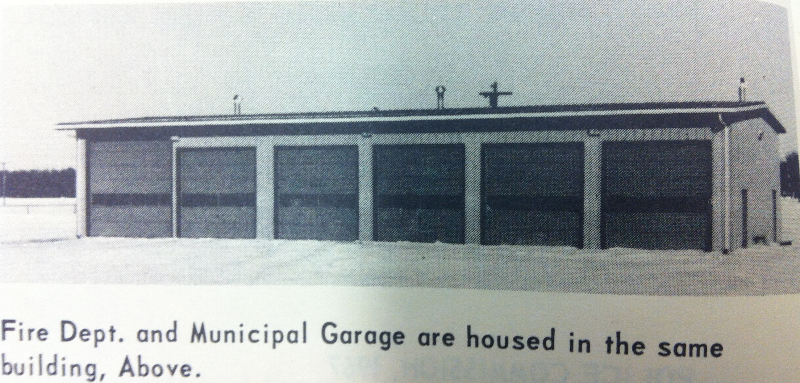 Fire Dept. and Municipal Garage are housed in the same
building, Above.